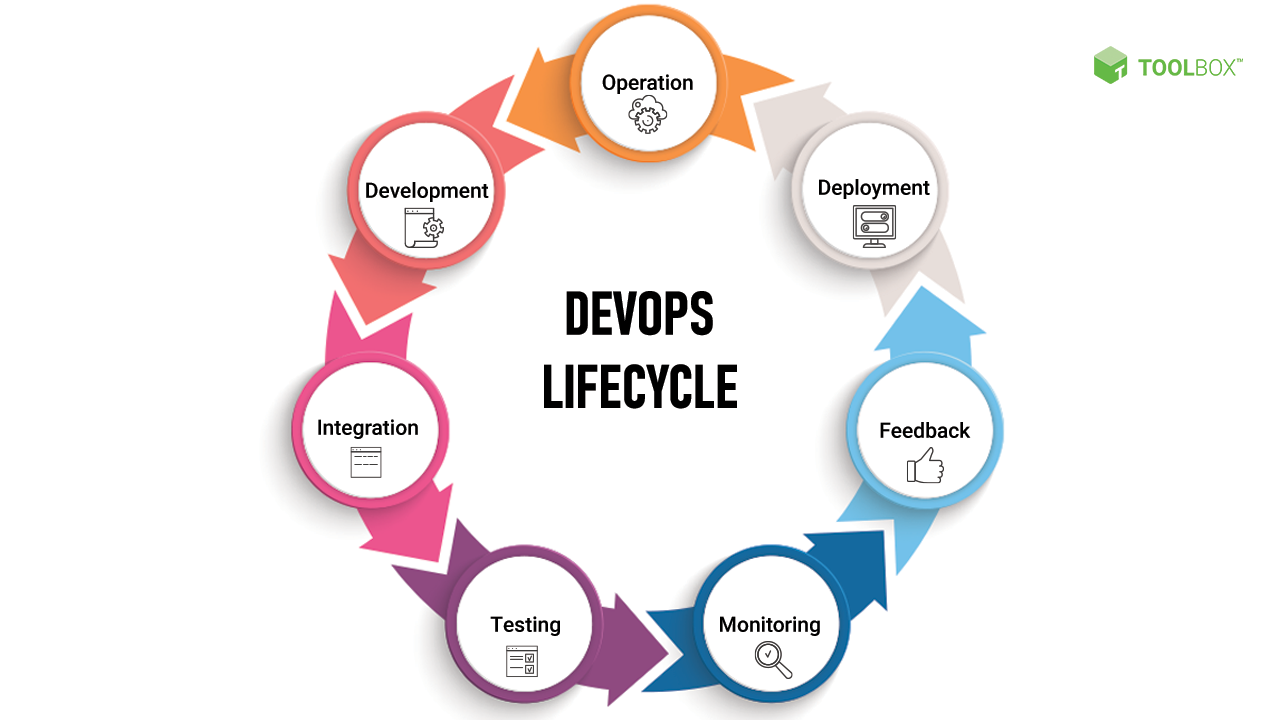 Operation
TOOLBOX™
Development
Deployment
DEVOPS
LIFECYCLE
Integration
Feedback
Testing
Monitoring